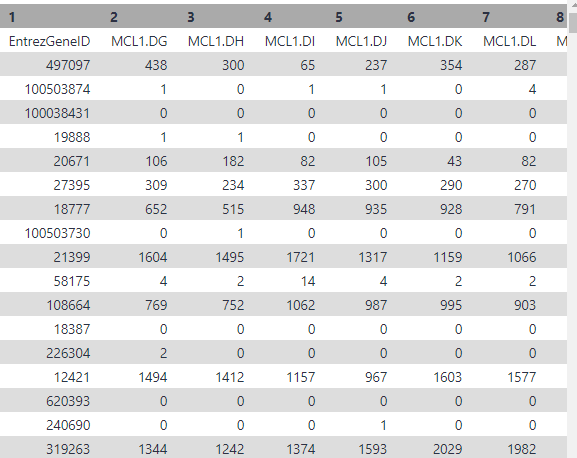 1 2 3 4 5 6 7 8
EntrezGeneID MCL1.DG MCL1.DH MCL1.DI MCL1.DJ MCL1.DK MCL1.DL
497097 438 300 65 237 354 287
100503874 1 0 1 1 0 4
100038431 0 0 0 0 0 0
19888 1 1 0 0 0 0
20671 106 182 82 105 43 82
27395 309 234 337 300 290 270
18777 652 515 948 935 928 791
100503730 0 1 0 0 0 0
21399 1604 1495 1721 1317 1159 1066
58175 4 2 14 4 2 2
108664 769 752 1062 987 995 903
18387 0 0 0 0 0 0
226304 2 0 0 0 0 0
12421 1494 1412 1157 967 1603 1577
620393 0 0 0 0 0 0
240690 0 0 0 1 0 0
319263 1344 1242 1374 1593 2029 1982